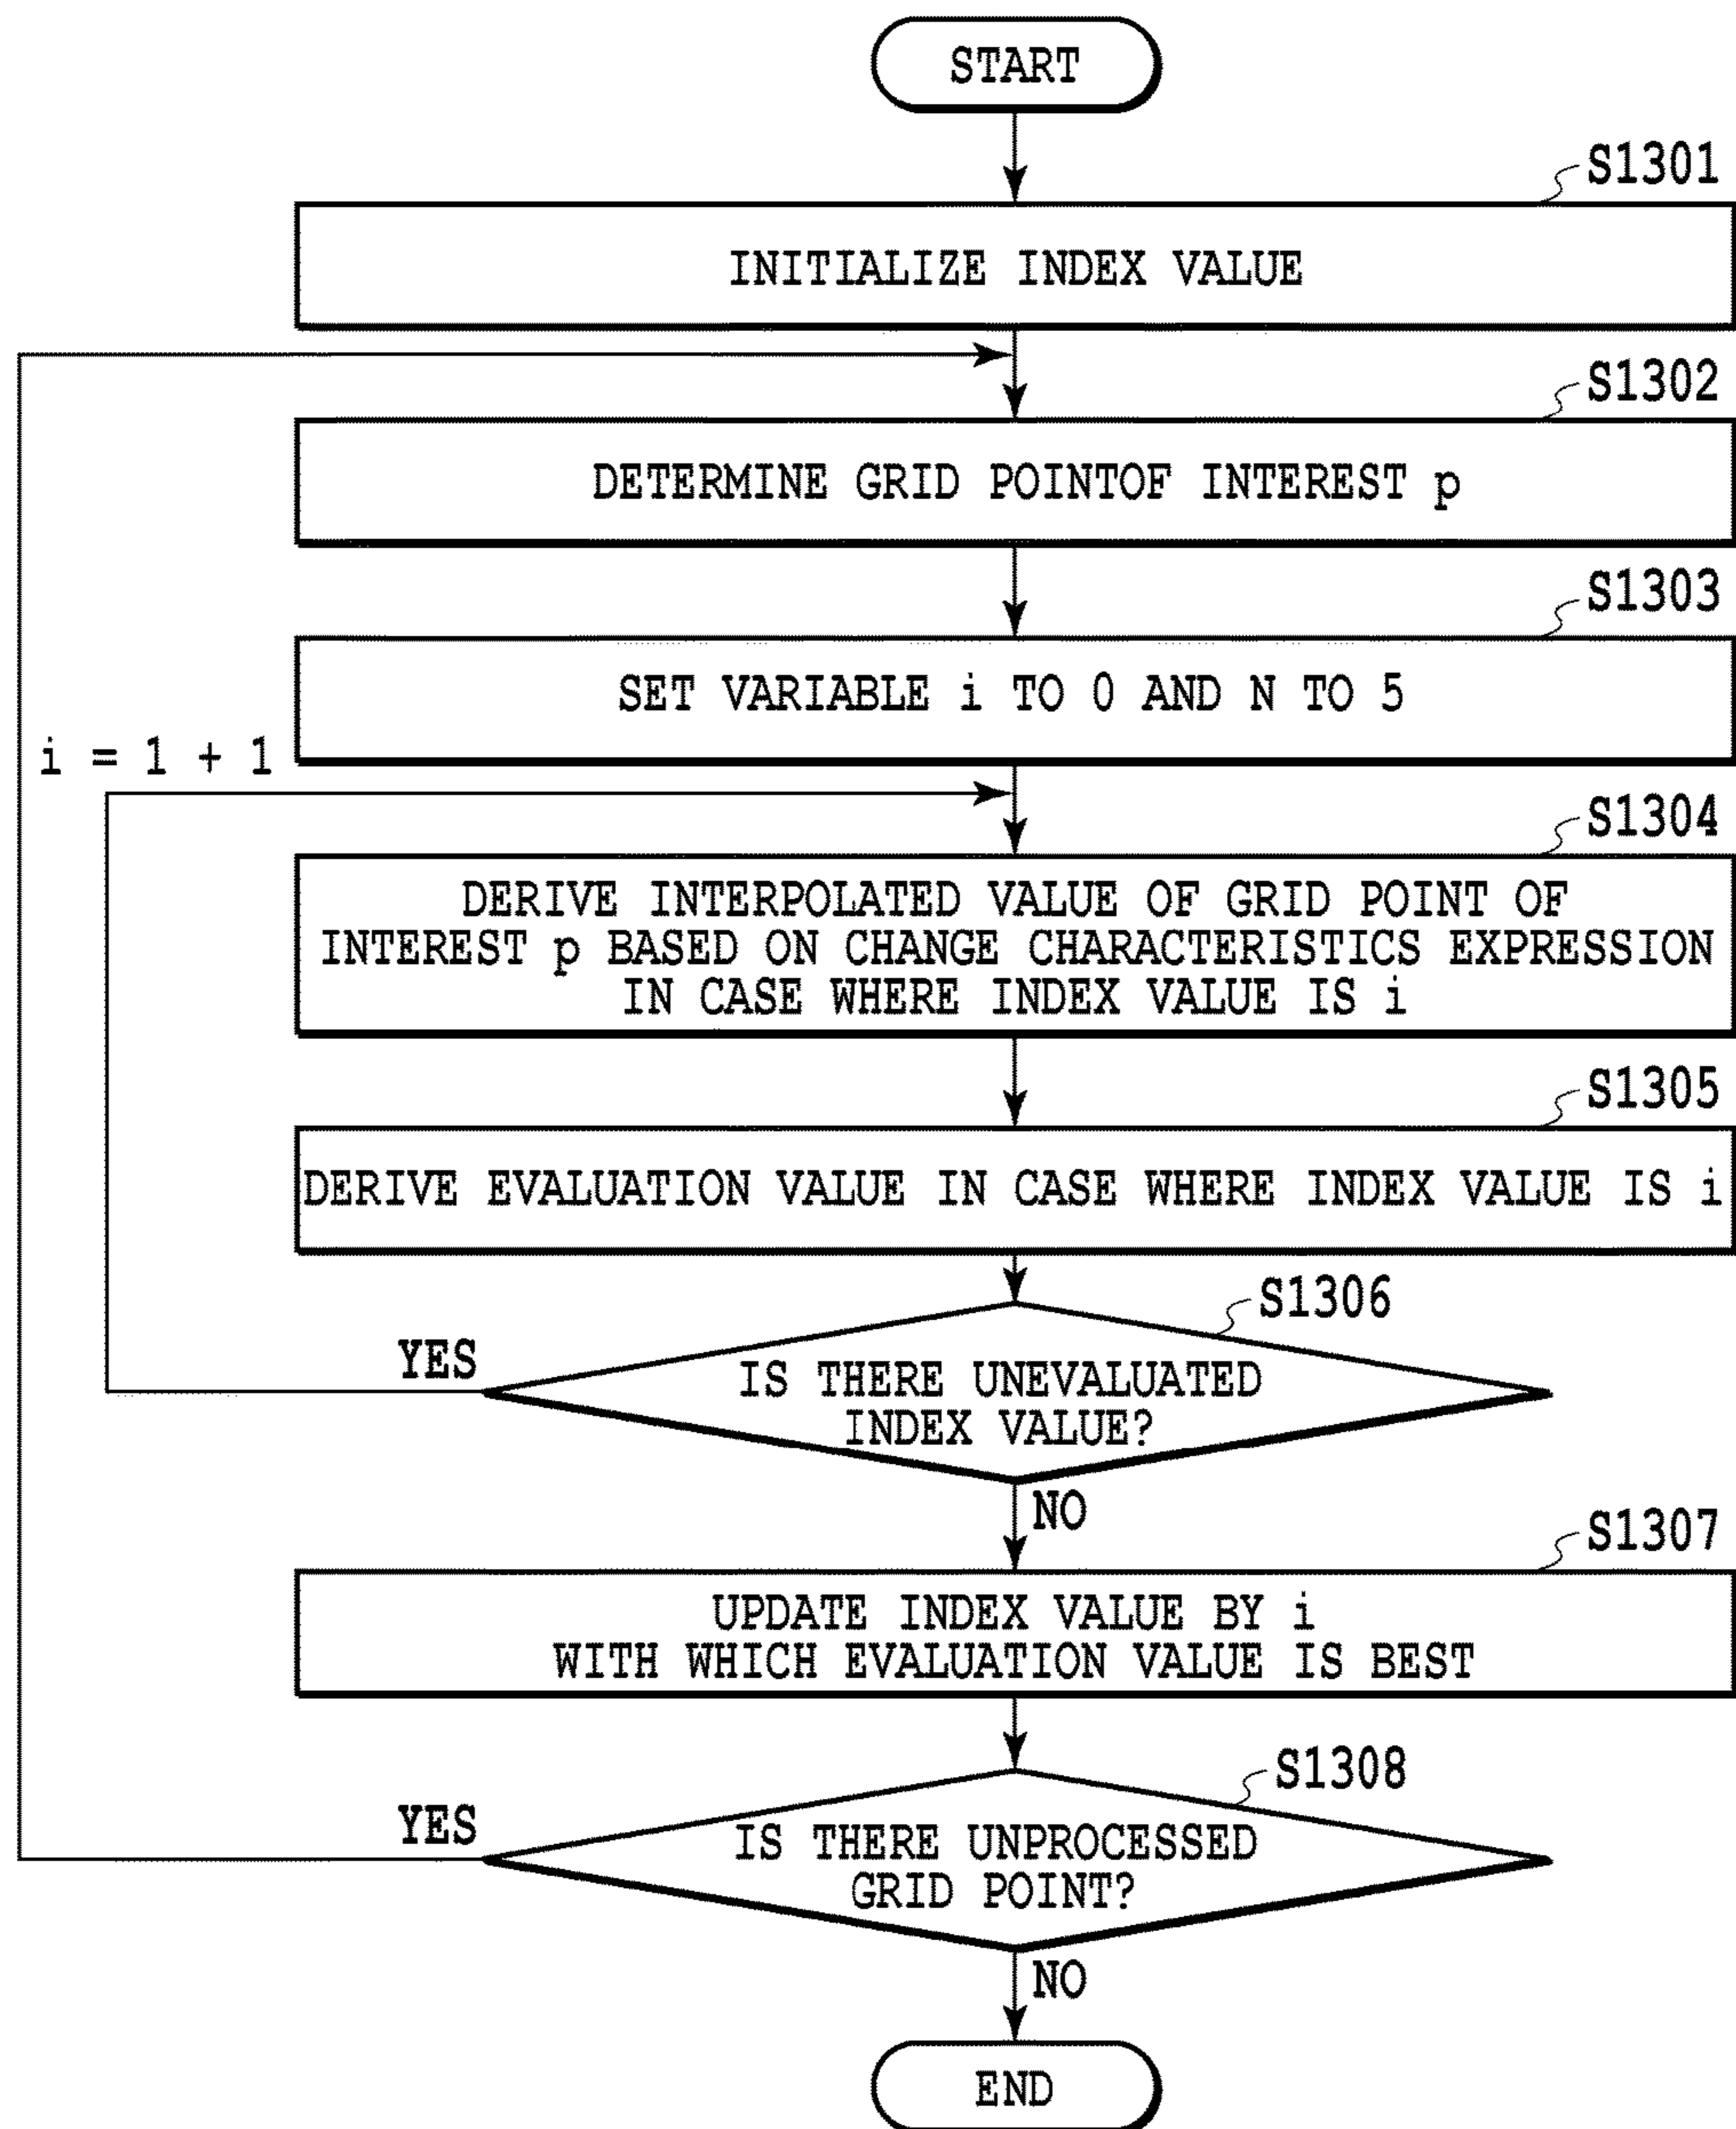 START
S1301
INITIALIZE INDEX VALUE
S1302
DETERMINE GRID POINTOF INTEREST p
S1303
SET VARIABLE i TO 0 AND N TO 5
i = 1 + 1
S1304
DERIVE INTERPOLATED VALUE OF GRID POINT OF
INTEREST p BASED ON CHANGE CHARACTERISTICS EXPRESSION
IN CASE WHERE INDEX VALUE IS i
S1305
DERIVE EVALUATION VALUE IN CASE WHERE INDEX VALUE IS i
S1306
YES
IS THERE UNEVALUATED
INDEX VALUE?
NO
S1307
UPDATE INDEX VALUE BY i
WITH WHICH EVALUATION VALUE IS BEST
S1308
YES
IS THERE UNPROCESSED
GRID POINT?
NO
END